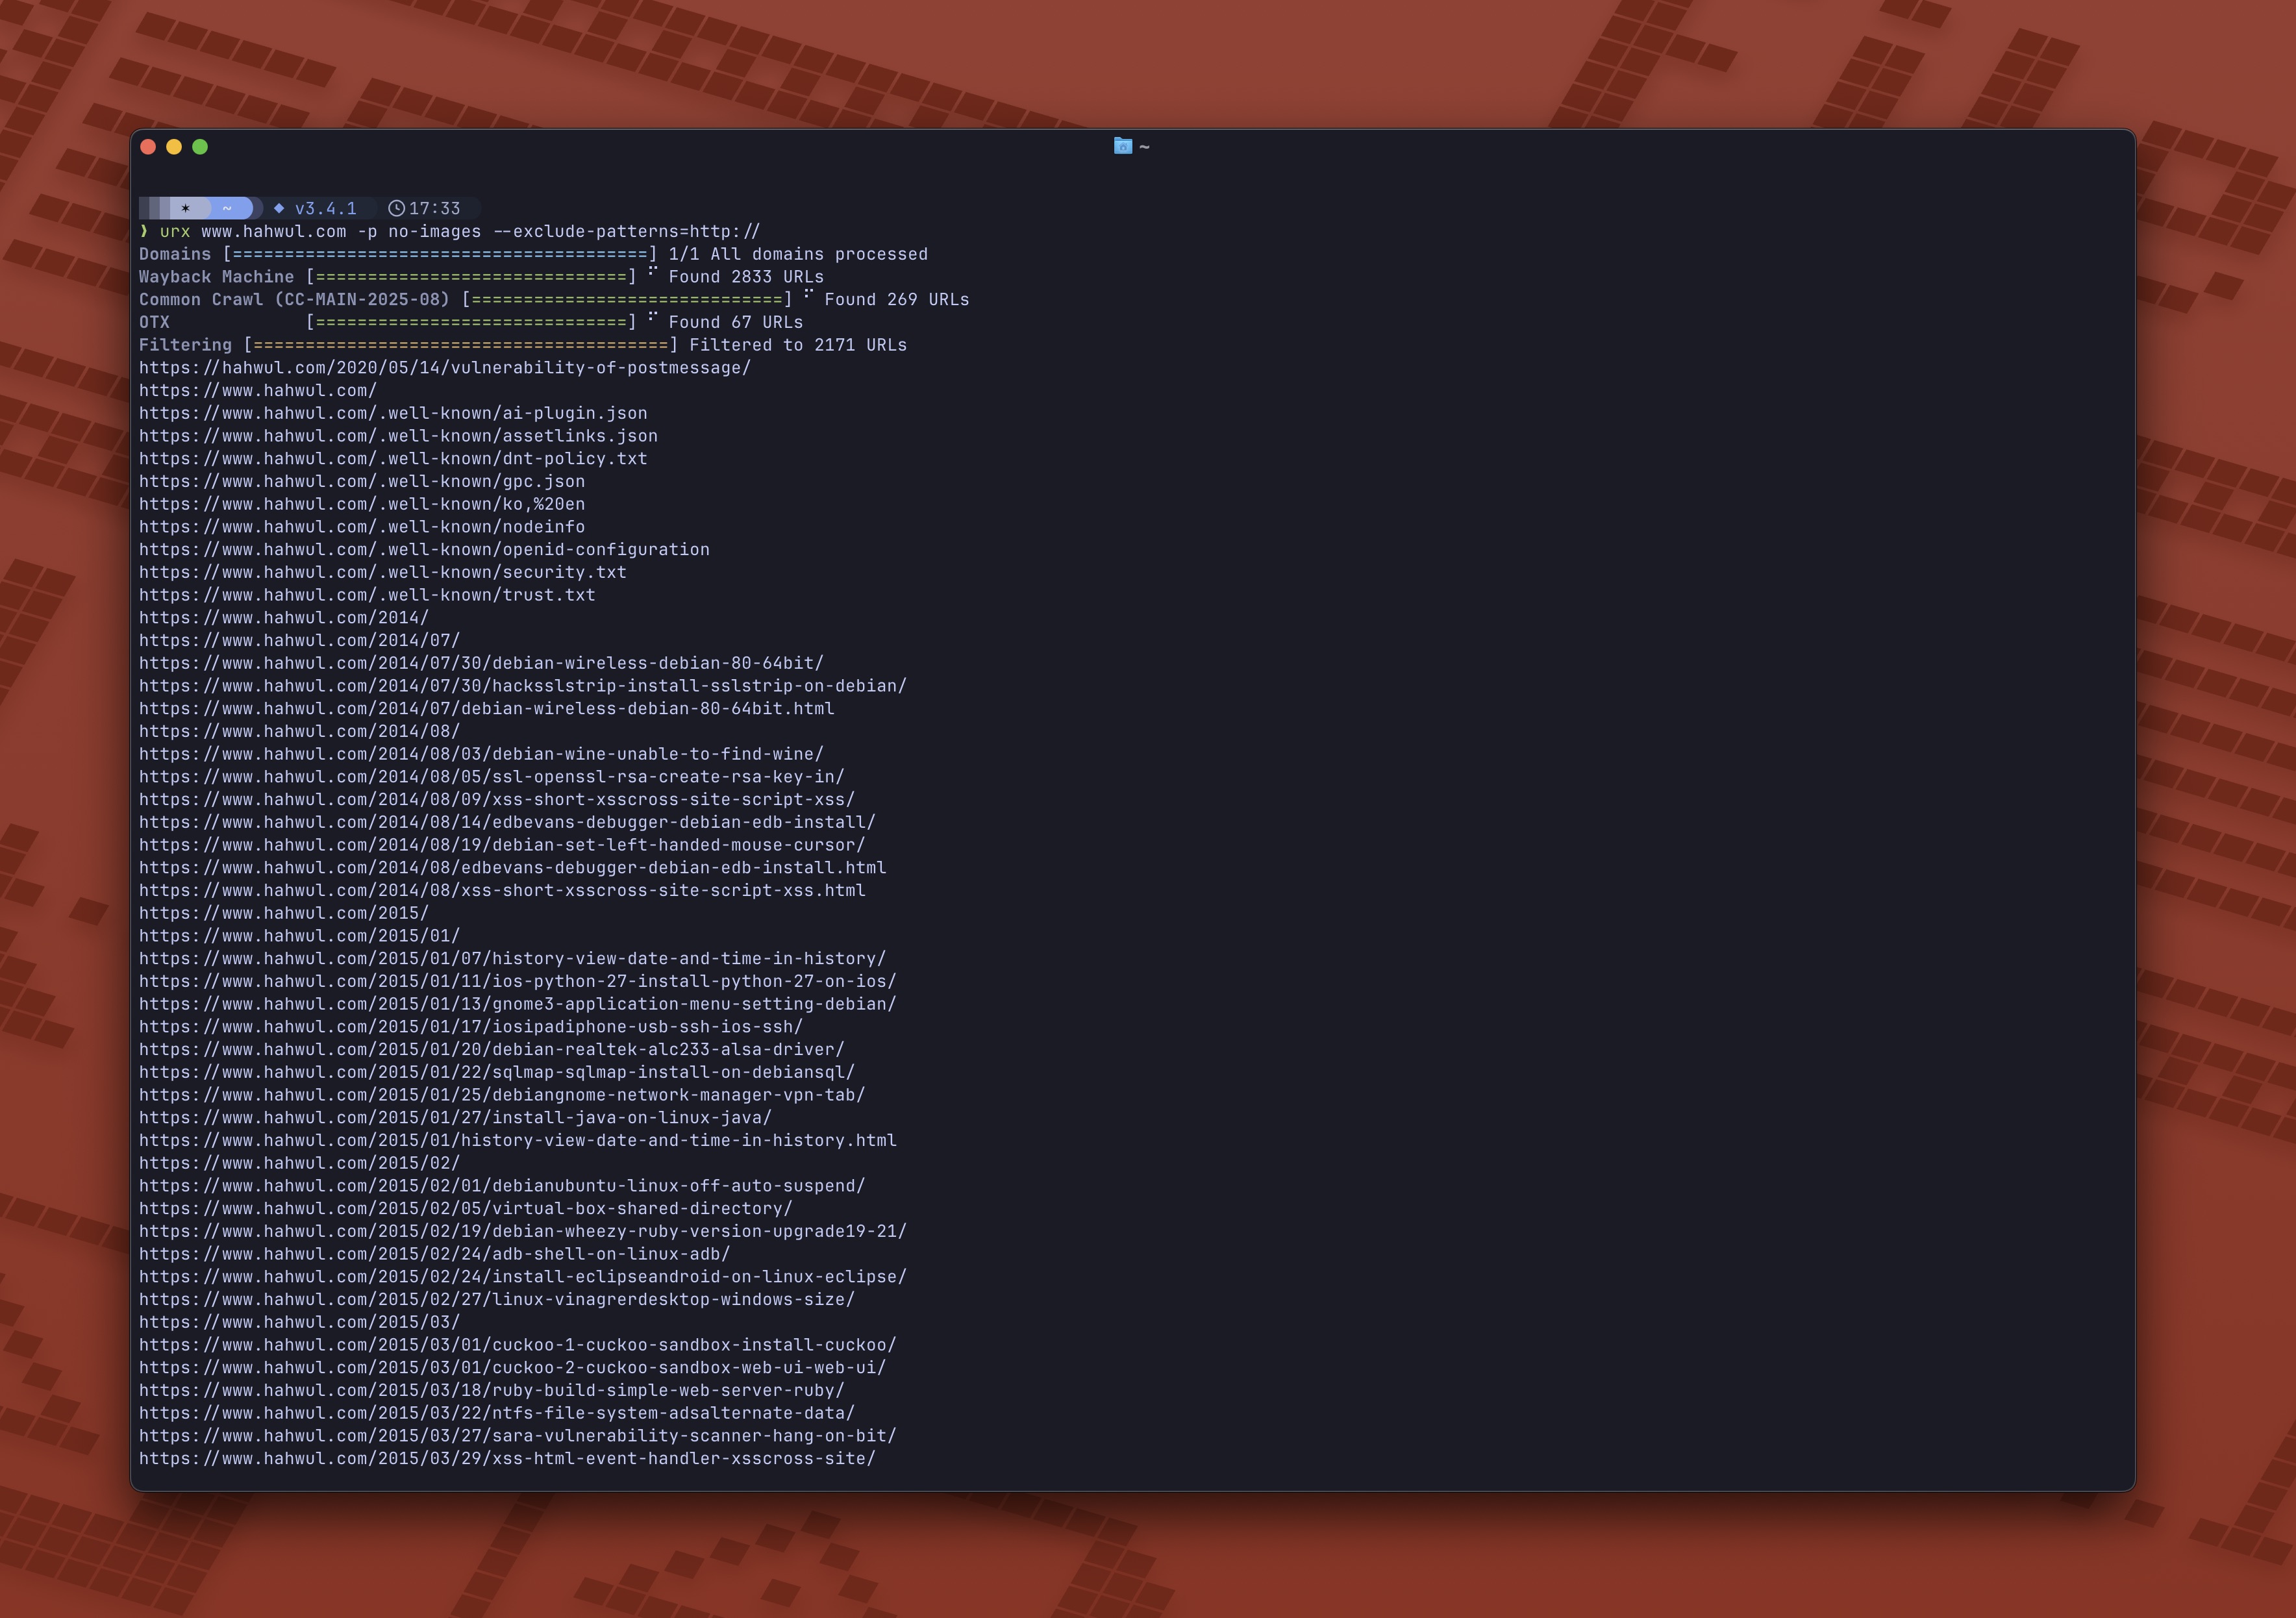 ~
✶ ~ ◆ v3.4.1 17:33
❱ urx www.hahwul.com -p no-images --exclude-patterns=http://
Domains [========================================] 1/1 All domains processed
Wayback Machine [==============================] ⠋ Found 2833 URLs
Common Crawl (CC-MAIN-2025-08) [==============================] ⠋ Found 269 URLs
OTX             [==============================] ⠋ Found 67 URLs
Filtering [========================================] Filtered to 2171 URLs
https://hahwul.com/2020/05/14/vulnerability-of-postmessage/
https://www.hahwul.com/
https://www.hahwul.com/.well-known/ai-plugin.json
https://www.hahwul.com/.well-known/assetlinks.json
https://www.hahwul.com/.well-known/dnt-policy.txt
https://www.hahwul.com/.well-known/gpc.json
https://www.hahwul.com/.well-known/ko,%20en
https://www.hahwul.com/.well-known/nodeinfo
https://www.hahwul.com/.well-known/openid-configuration
https://www.hahwul.com/.well-known/security.txt
https://www.hahwul.com/.well-known/trust.txt
https://www.hahwul.com/2014/
https://www.hahwul.com/2014/07/
https://www.hahwul.com/2014/07/30/debian-wireless-debian-80-64bit/
https://www.hahwul.com/2014/07/30/hacksslstrip-install-sslstrip-on-debian/
https://www.hahwul.com/2014/07/debian-wireless-debian-80-64bit.html
https://www.hahwul.com/2014/08/
https://www.hahwul.com/2014/08/03/debian-wine-unable-to-find-wine/
https://www.hahwul.com/2014/08/05/ssl-openssl-rsa-create-rsa-key-in/
https://www.hahwul.com/2014/08/09/xss-short-xsscross-site-script-xss/
https://www.hahwul.com/2014/08/14/edbevans-debugger-debian-edb-install/
https://www.hahwul.com/2014/08/19/debian-set-left-handed-mouse-cursor/
https://www.hahwul.com/2014/08/edbevans-debugger-debian-edb-install.html
https://www.hahwul.com/2014/08/xss-short-xsscross-site-script-xss.html
https://www.hahwul.com/2015/
https://www.hahwul.com/2015/01/
https://www.hahwul.com/2015/01/07/history-view-date-and-time-in-history/
https://www.hahwul.com/2015/01/11/ios-python-27-install-python-27-on-ios/
https://www.hahwul.com/2015/01/13/gnome3-application-menu-setting-debian/
https://www.hahwul.com/2015/01/17/iosipadiphone-usb-ssh-ios-ssh/
https://www.hahwul.com/2015/01/20/debian-realtek-alc233-alsa-driver/
https://www.hahwul.com/2015/01/22/sqlmap-sqlmap-install-on-debiansql/
https://www.hahwul.com/2015/01/25/debiangnome-network-manager-vpn-tab/
https://www.hahwul.com/2015/01/27/install-java-on-linux-java/
https://www.hahwul.com/2015/01/history-view-date-and-time-in-history.html
https://www.hahwul.com/2015/02/
https://www.hahwul.com/2015/02/01/debianubuntu-linux-off-auto-suspend/
https://www.hahwul.com/2015/02/05/virtual-box-shared-directory/
https://www.hahwul.com/2015/02/19/debian-wheezy-ruby-version-upgrade19-21/
https://www.hahwul.com/2015/02/24/adb-shell-on-linux-adb/
https://www.hahwul.com/2015/02/24/install-eclipseandroid-on-linux-eclipse/
https://www.hahwul.com/2015/02/27/linux-vinagrerdesktop-windows-size/
https://www.hahwul.com/2015/03/
https://www.hahwul.com/2015/03/01/cuckoo-1-cuckoo-sandbox-install-cuckoo/
https://www.hahwul.com/2015/03/01/cuckoo-2-cuckoo-sandbox-web-ui-web-ui/
https://www.hahwul.com/2015/03/18/ruby-build-simple-web-server-ruby/
https://www.hahwul.com/2015/03/22/ntfs-file-system-adsalternate-data/
https://www.hahwul.com/2015/03/27/sara-vulnerability-scanner-hang-on-bit/
https://www.hahwul.com/2015/03/29/xss-html-event-handler-xsscross-site/